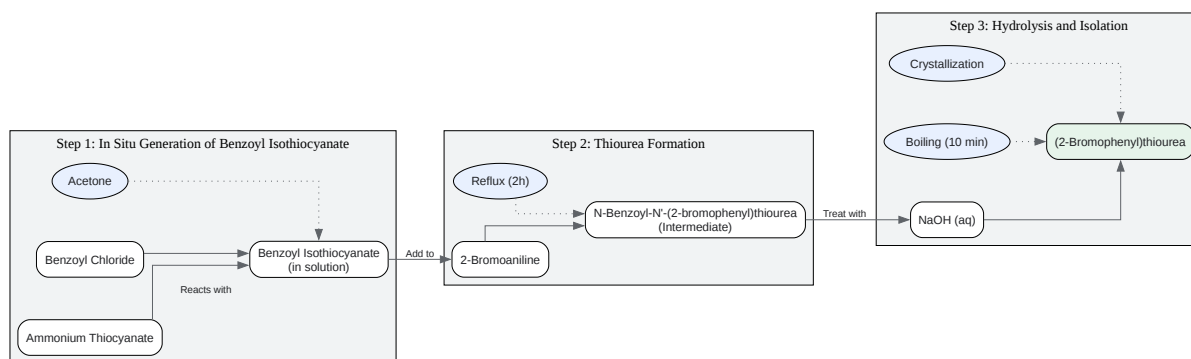 Step 1: In Situ Generation of Benzoyl Isothiocyanate
Acetone
Benzoyl Chloride
Benzoyl Isothiocyanate
(in solution)
Reacts with
Ammonium Thiocyanate
Add to
Step 2: Thiourea Formation
Reflux (2h)
N-Benzoyl-N'-(2-bromophenyl)thiourea
(Intermediate)
2-Bromoaniline
Treat with
Step 3: Hydrolysis and Isolation
Crystallization
Boiling (10 min)
(2-Bromophenyl)thiourea
NaOH (aq)